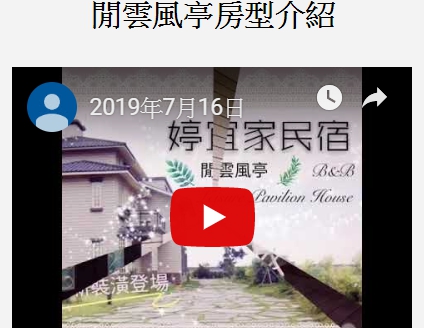 閒雲風亭房型介紹
2019年7月16日
婷宜家民宿
閒雲風亭 B&B
Pavilion House
新裝潢登場